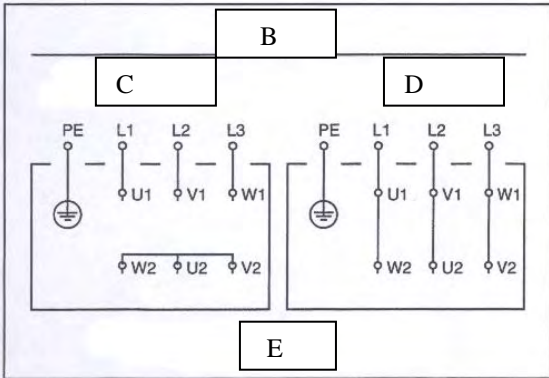 B
C D
PE L1 L2 L3 PE L1 L2 L3
U1 V1 W1 U1 V1 W1
W2 U2 V2 W2 U2 V2
E